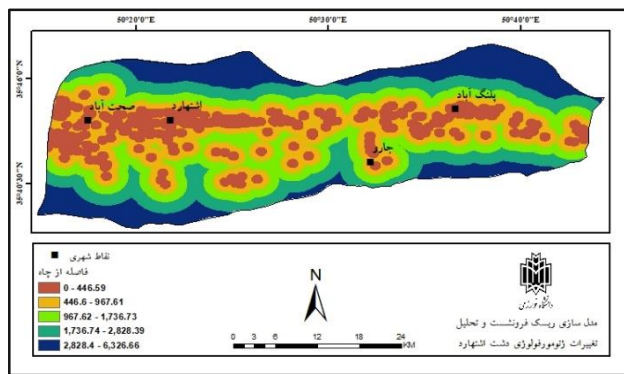 50°20'0"E 50°30'0"E 50°40'0"E
35°46'0"N
35°40'30"N
صحت آباد
اشتهارد
پلنگ آباد
جارو
نقاط شهری
فاصله از چاه
0 - 446.59
446.6 - 967.61
967.62 - 1,736.73
1,736.74 - 2,828.39
2,828.4 - 6,326.66
N
0 3 6 12 18 24
KM
دانشگاه خوارزمی
مدل سازی ریسک فرونشست و تحلیل
تغییرات ژئومورفولوژی دشت اشتهارد